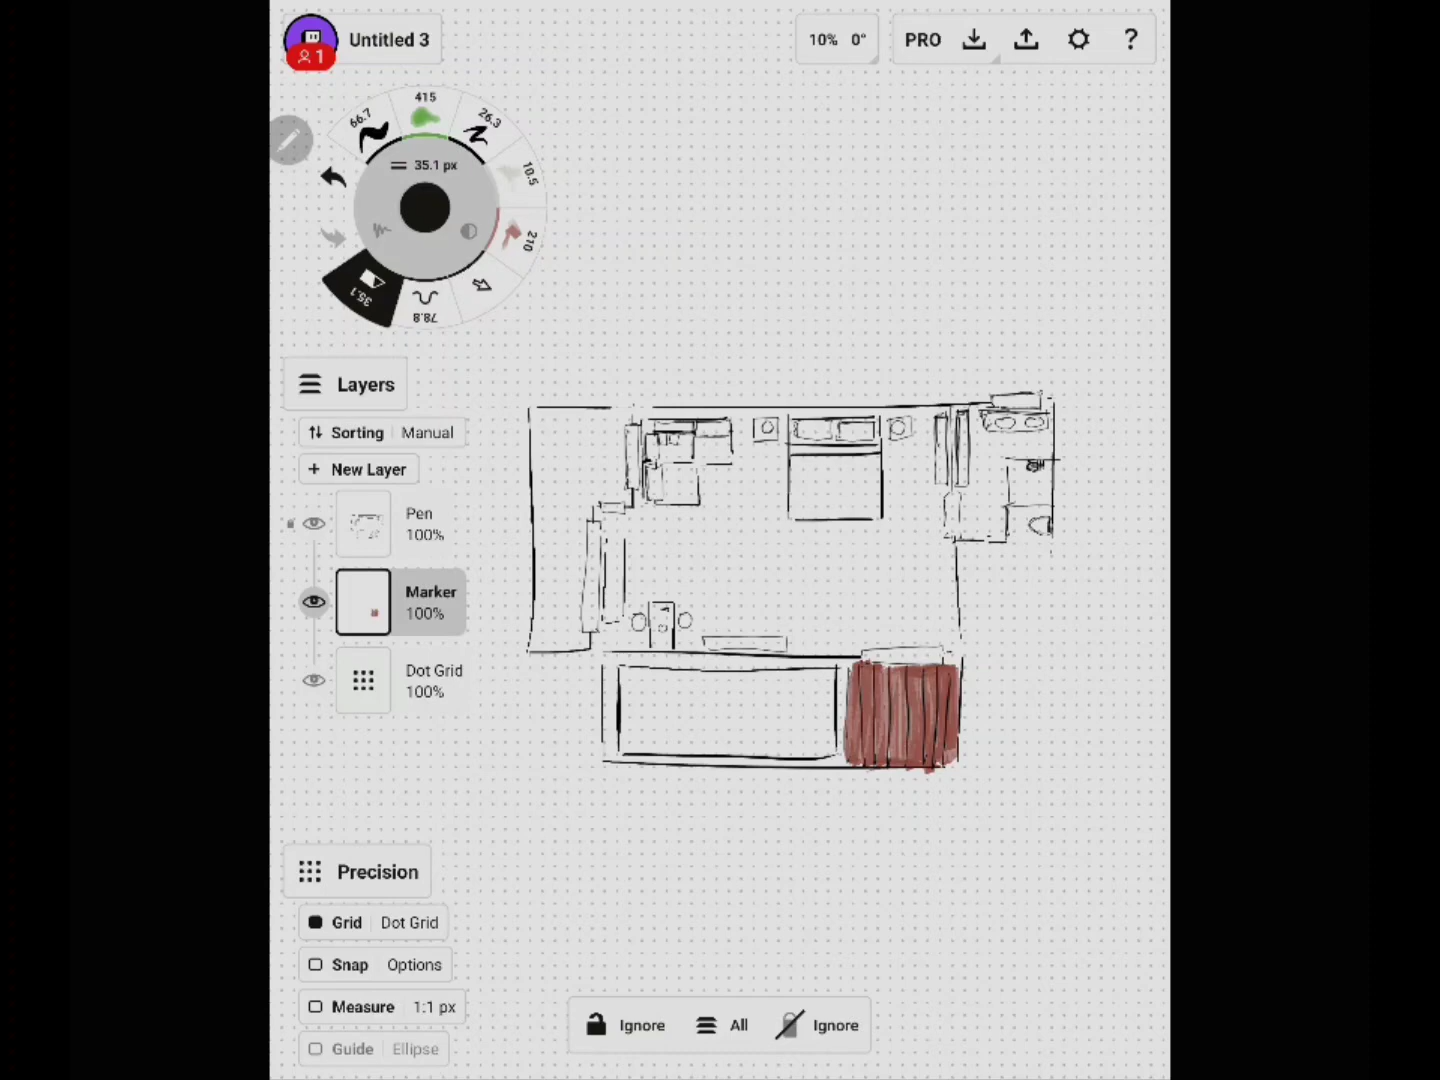 Untitled 3
1
10% 0°
PRO
?
415
66.7
26.3
35.1 px
10.5
210
35.1
78.8
Layers
Sorting Manual
+ New Layer
Pen
100%
Marker
100%
Dot Grid
100%
Precision
Grid Dot Grid
Snap Options
Measure 1:1 px
Guide Ellipse
Ignore All Ignore